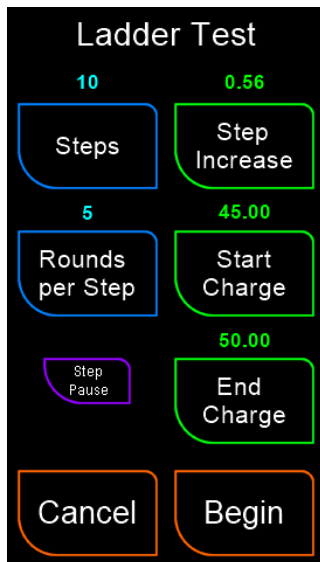 Ladder Test
10
0.56
Steps
Step
Increase
5
45.00
Rounds
per Step
Start
Charge
50.00
Step
Pause
End
Charge
Cancel
Begin